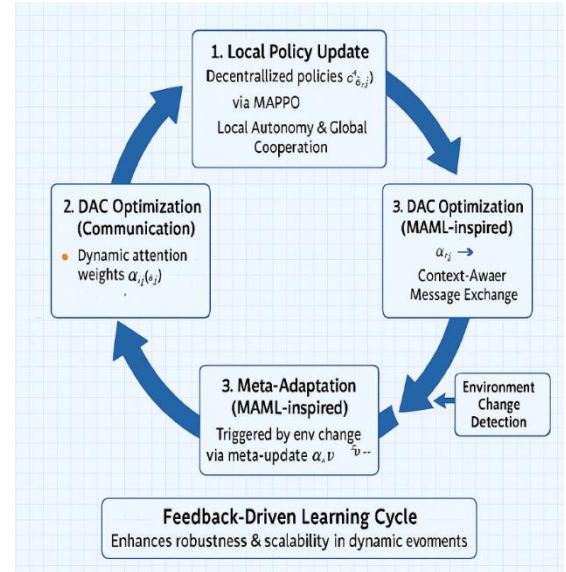 1. Local Policy Update
Decentrallized policies
via MAPPO
Local Autonomy & Global
Cooperation
2. DAC Optimization
(Communication)
• Dynamic attention
weights
3. DAC Optimization
(MAML-inspired)
→
Context-Awaer
Message Exchange
3. Meta-Adaptation
(MAML-inspired)
Triggered by env change
via meta-update
Environment
Change
Detection
Feedback-Driven Learning Cycle
Enhances robustness & scalability in dynamic evoments